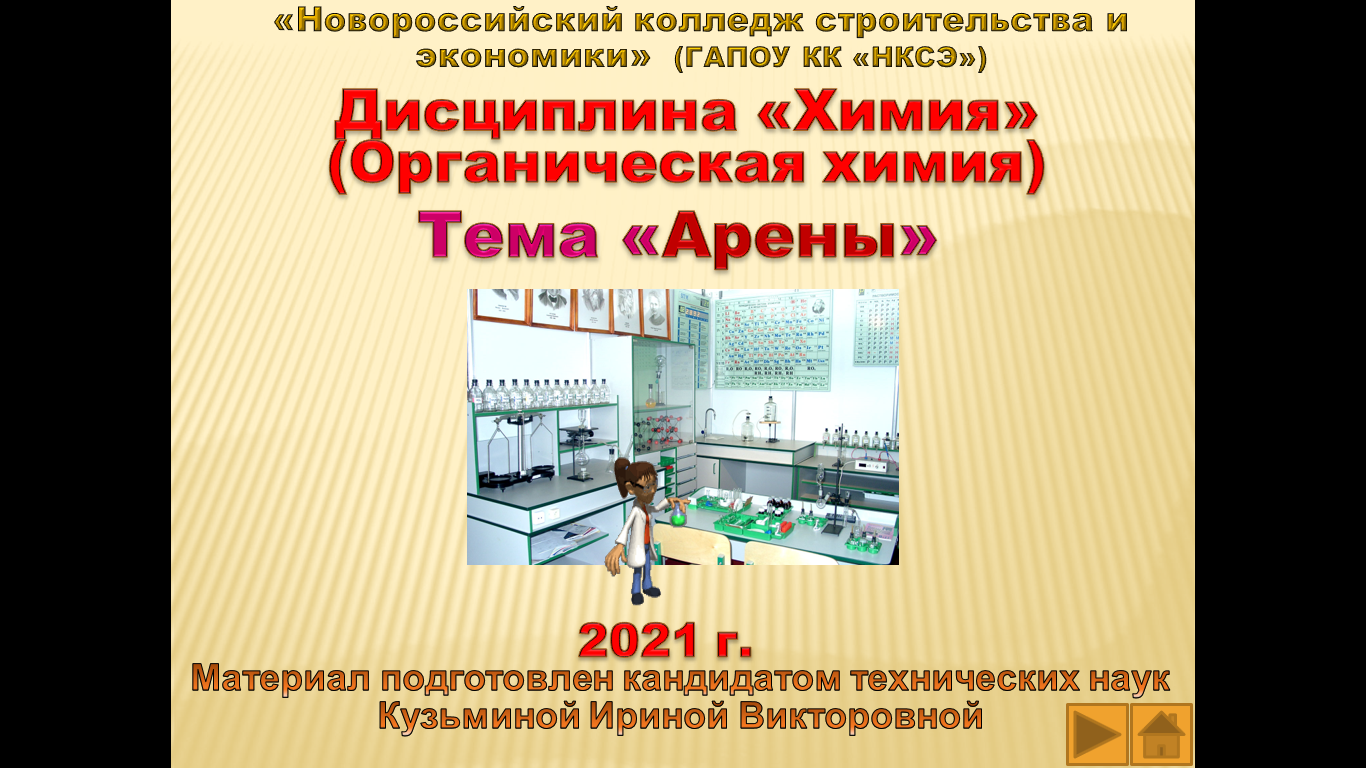 «Новороссийский колледж строительства и
экономики» (ГАПОУ КК «НКСЭ»)
Дисциплина «Химия»
(Органическая химия)
Тема «Арены»
2021 г.
Материал подготовлен кандидатом технических наук
Кузьминой Ириной Викторовной